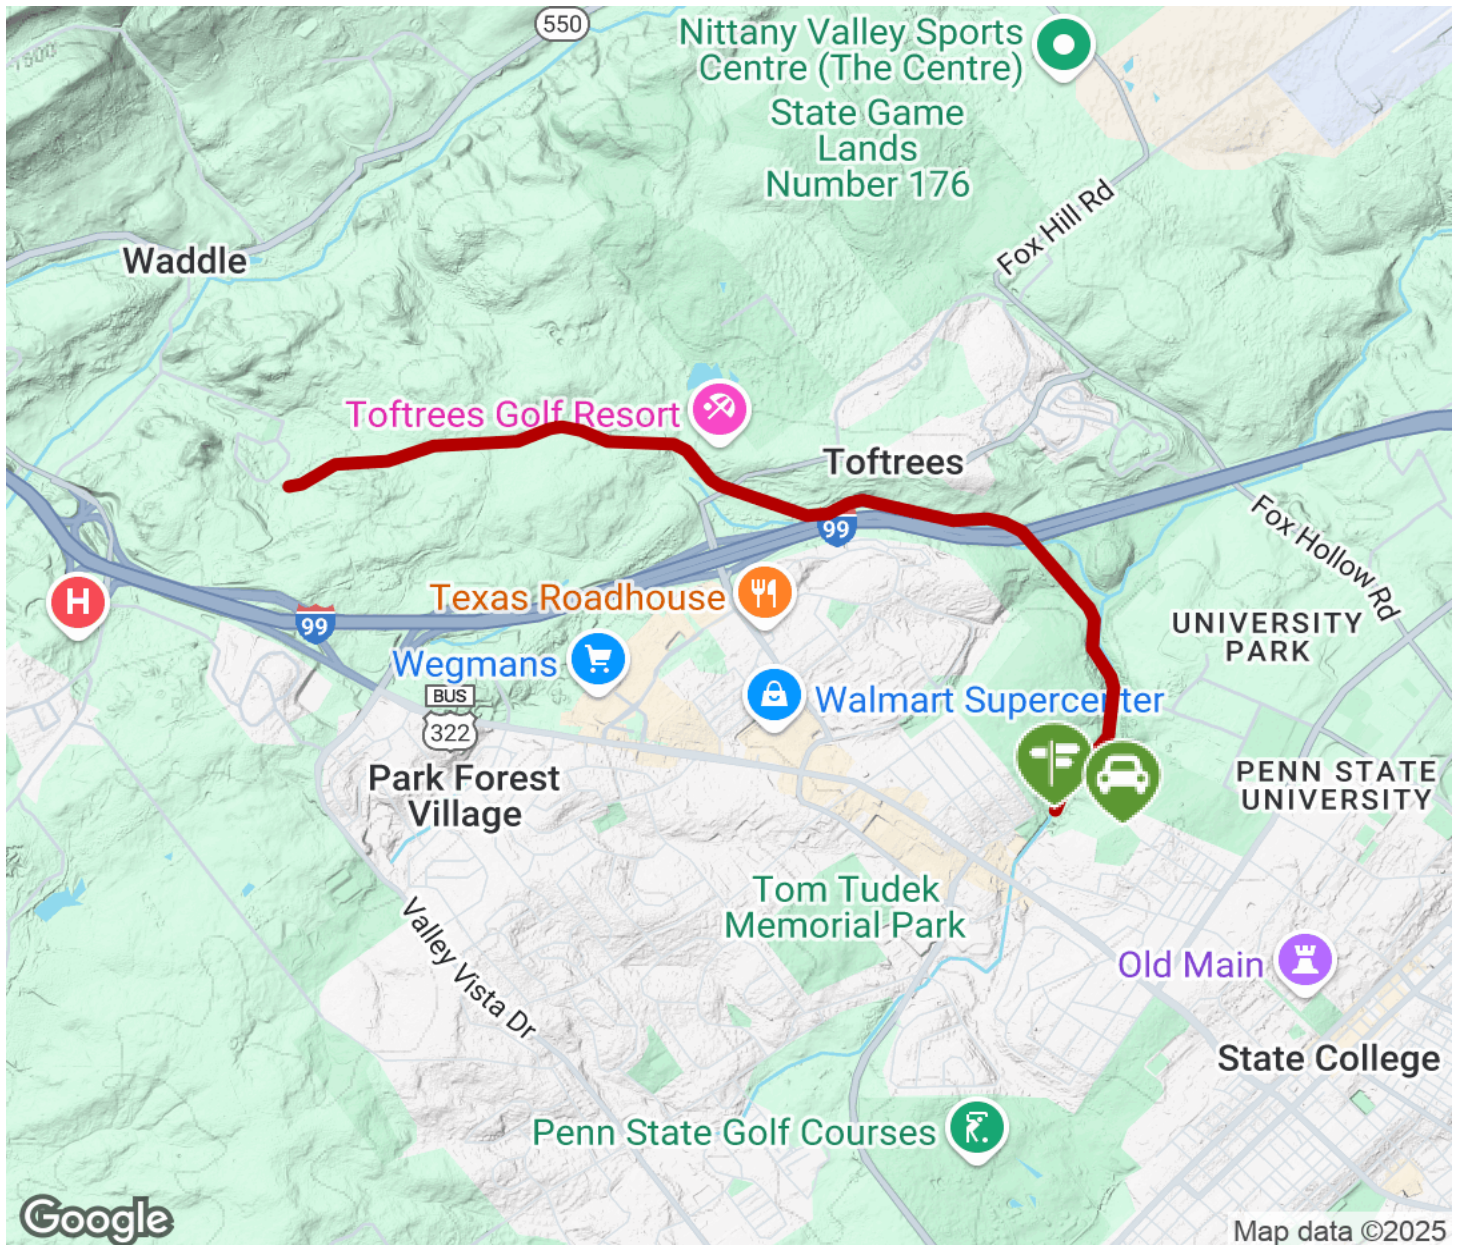 550
Nittany Valley Sports
Centre (The Centre)
State Game
Lands
Number 176
Fox Hill Rd
Waddle
Toftrees Golf Resort
Toftrees
99
Fox Hollow Rd
Texas Roadhouse
H
99
UNIVERSITY
PARK
Wegmans
BUS
322
Walmart Supercenter
Park Forest
Village
PENN STATE
UNIVERSITY
Tom Tudek
Memorial Park
Valley Vista Dr
Old Main
State College
Penn State Golf Courses
Google
Map data ©2025